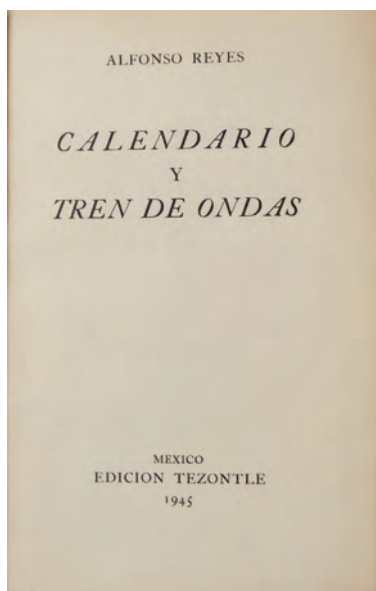 ALFONSO REYES
CALENDARIO
Y
TREN DE ONDAS
MEXICO
EDICION TEZONTLE
1945